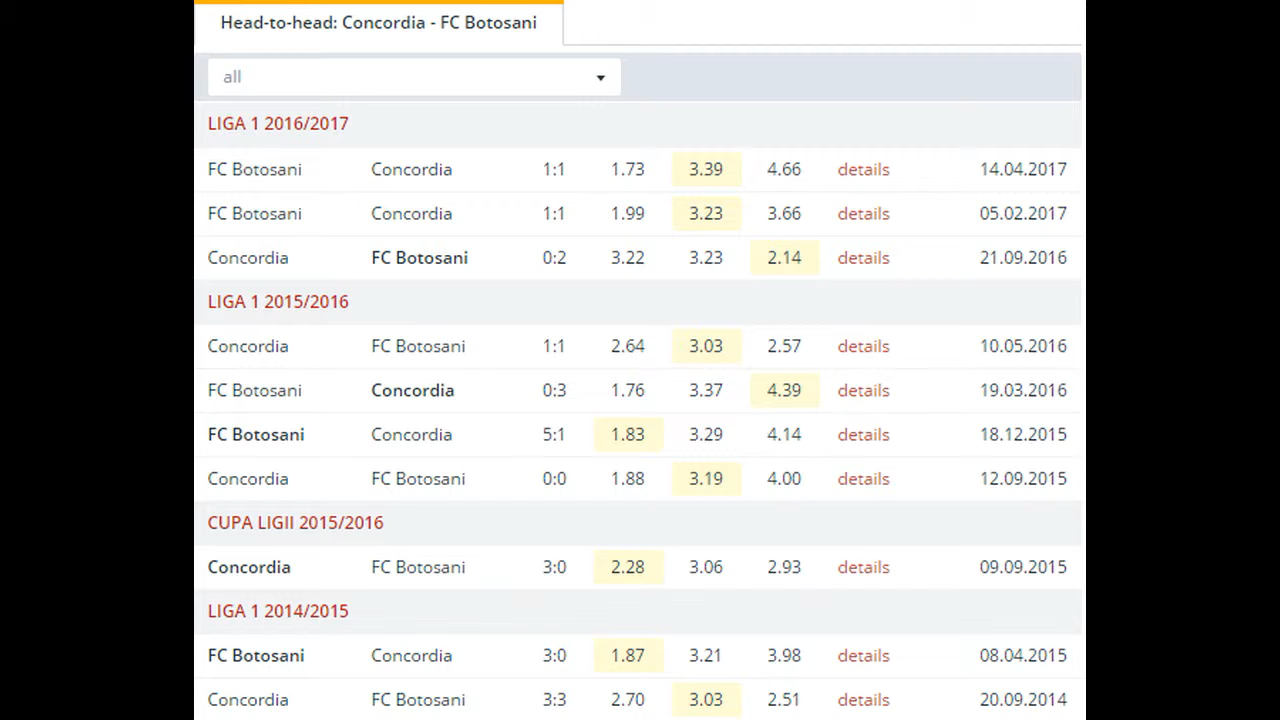 Head-to-head: Concordia - FC Botosani
all
LIGA 1 2016/2017
FC Botosani Concordia 1:1 1.73 3.39 4.66 details 14.04.2017
FC Botosani Concordia 1:1 1.99 3.23 3.66 details 05.02.2017
Concordia FC Botosani 0:2 3.22 3.23 2.14 details 21.09.2016
LIGA 1 2015/2016
Concordia FC Botosani 1:1 2.64 3.03 2.57 details 10.05.2016
FC Botosani Concordia 0:3 1.76 3.37 4.39 details 19.03.2016
FC Botosani Concordia 5:1 1.83 3.29 4.14 details 18.12.2015
Concordia FC Botosani 0:0 1.88 3.19 4.00 details 12.09.2015
CUPA LIGII 2015/2016
Concordia FC Botosani 3:0 2.28 3.06 2.93 details 09.09.2015
LIGA 1 2014/2015
FC Botosani Concordia 3:0 1.87 3.21 3.98 details 08.04.2015
Concordia FC Botosani 3:3 2.70 3.03 2.51 details 20.09.2014